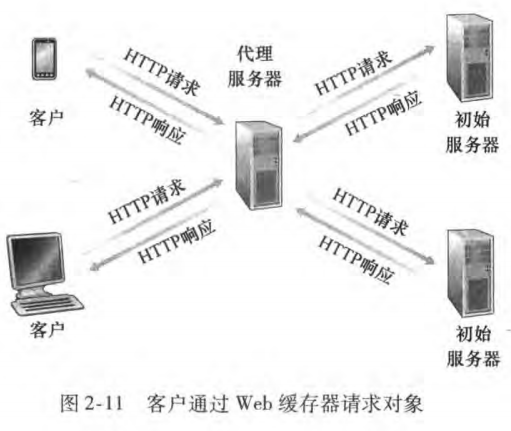 代理
服务器
HTTP请求
HTTP响应
HTTP请求
HTTP响应
客户
初始
服务器
HTTP请求
HTTP响应
HTTP请求
HTTP响应
客户
初始
服务器
图 2-11 客户通过 Web 缓存器请求对象